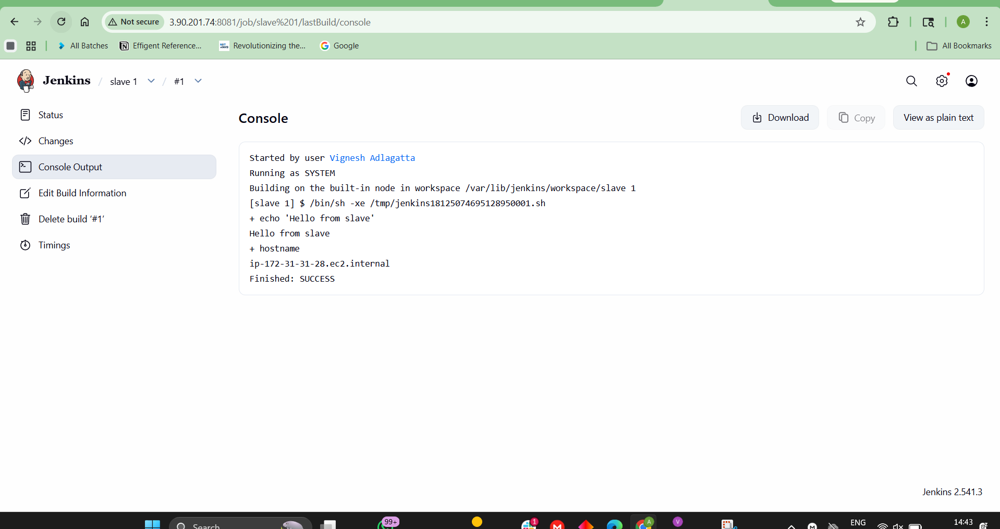 Not secure
3.90.201.74:8081/job/slave%201/lastBuild/console
A
All Batches
Effigent Reference...
Revolutionizing the...
Google
All Bookmarks
Jenkins / slave 1 / #1
Status
Changes
Console Output
Edit Build Information
Delete build ‘#1’
Timings
Console
Download
Copy
View as plain text
Started by user Vignesh Adlagatta
Running as SYSTEM
Building on the built-in node in workspace /var/lib/jenkins/workspace/slave 1
[slave 1] $ /bin/sh -xe /tmp/jenkins18125074695128950001.sh
+ echo 'Hello from slave'
Hello from slave
+ hostname
ip-172-31-31-28.ec2.internal
Finished: SUCCESS
Jenkins 2.541.3
Search
99+
1
A
V
ENG
14:43